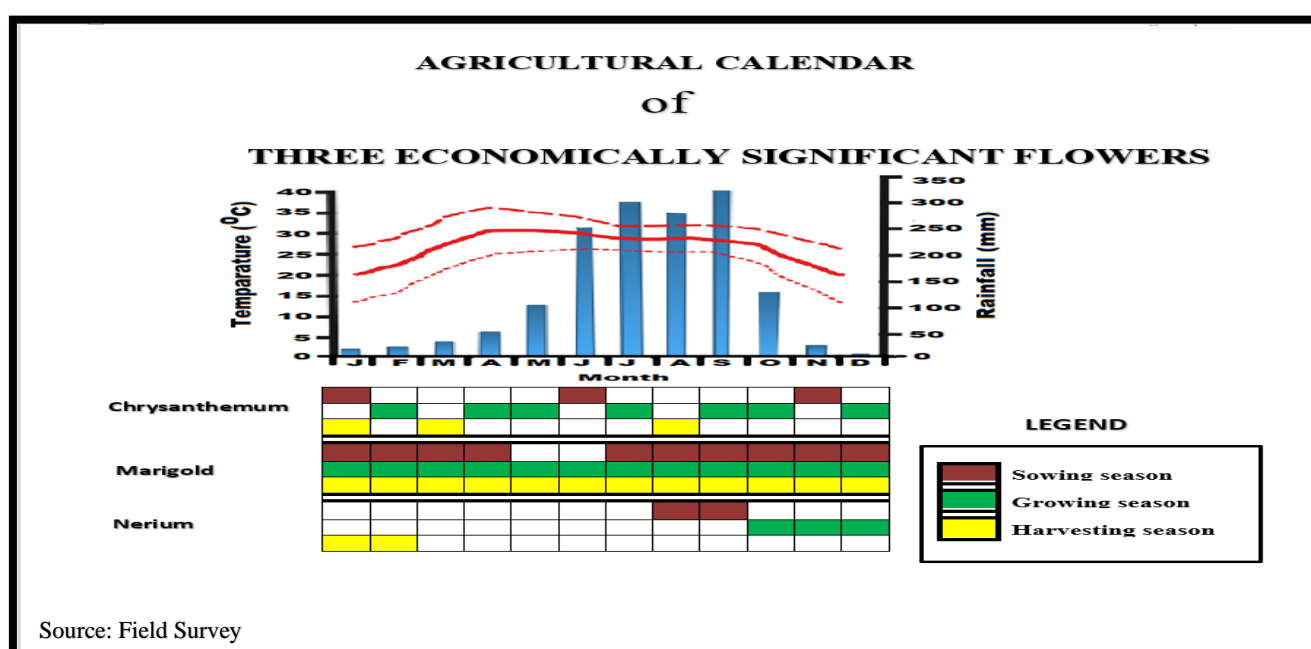 AGRICULTURAL CALENDAR
of
THREE ECONOMICALLY SIGNIFICANT FLOWERS
Temparature (⁰C)
40
35
30
25
20
15
10
5
0
350
300
250
200
150
100
50
0
Rainfall (mm)
J F M A M J J A S O N D
Month
Chrysanthemum
Marigold
Nerium
LEGEND
Sowing season
Growing season
Harvesting season
Source: Field Survey